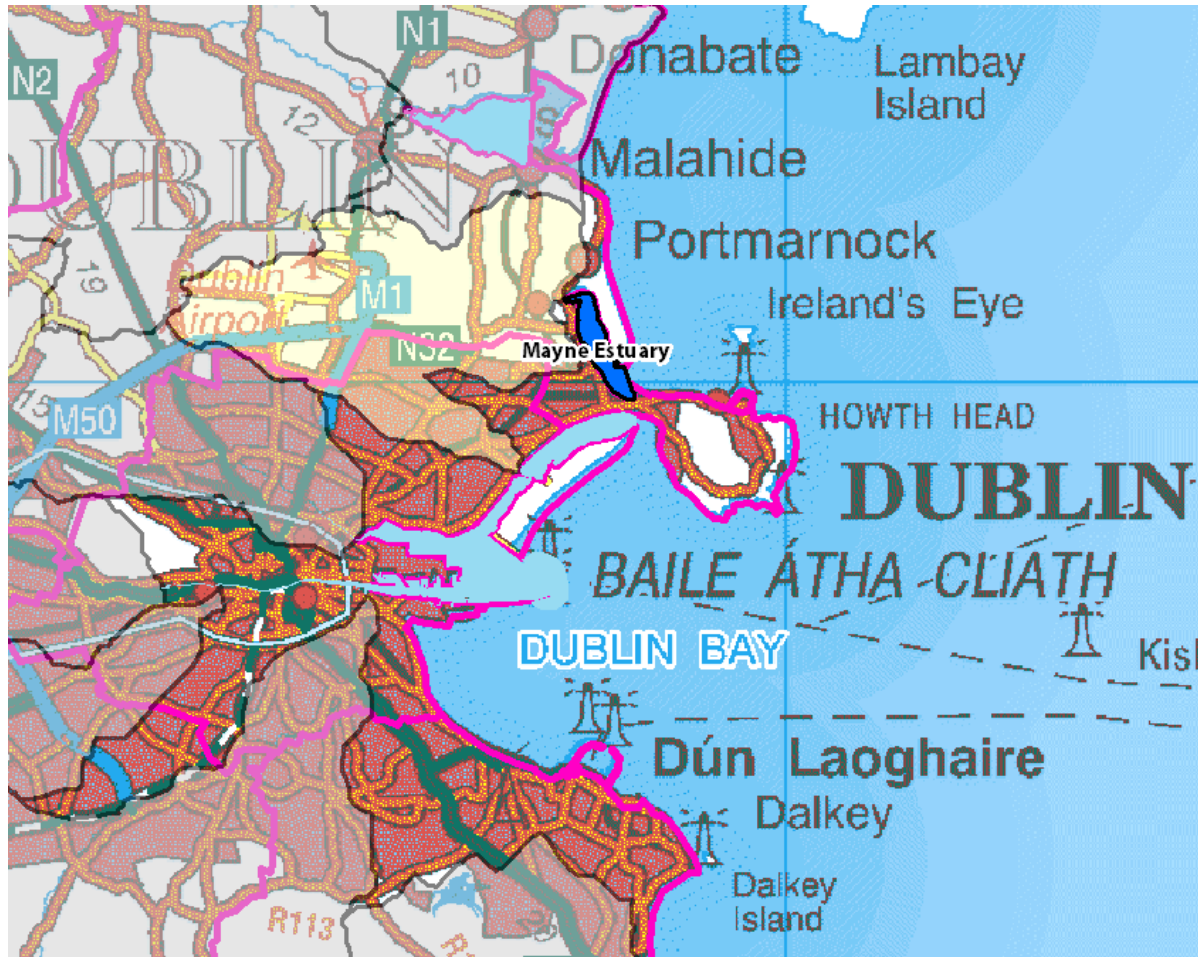 N1
N2
10
12
Donabate
Lambay
Island
DUBLIN
Malahide
Portmarnock
19
Dublin
Airport
M1
Ireland's Eye
N32
Mayne Estuary
15
M50
HOWTH HEAD
DUBLIN
BAILE ÁTHA CLIATH
DUBLIN BAY
Dún Laoghaire
Dalkey
Dalkey
Island
R113